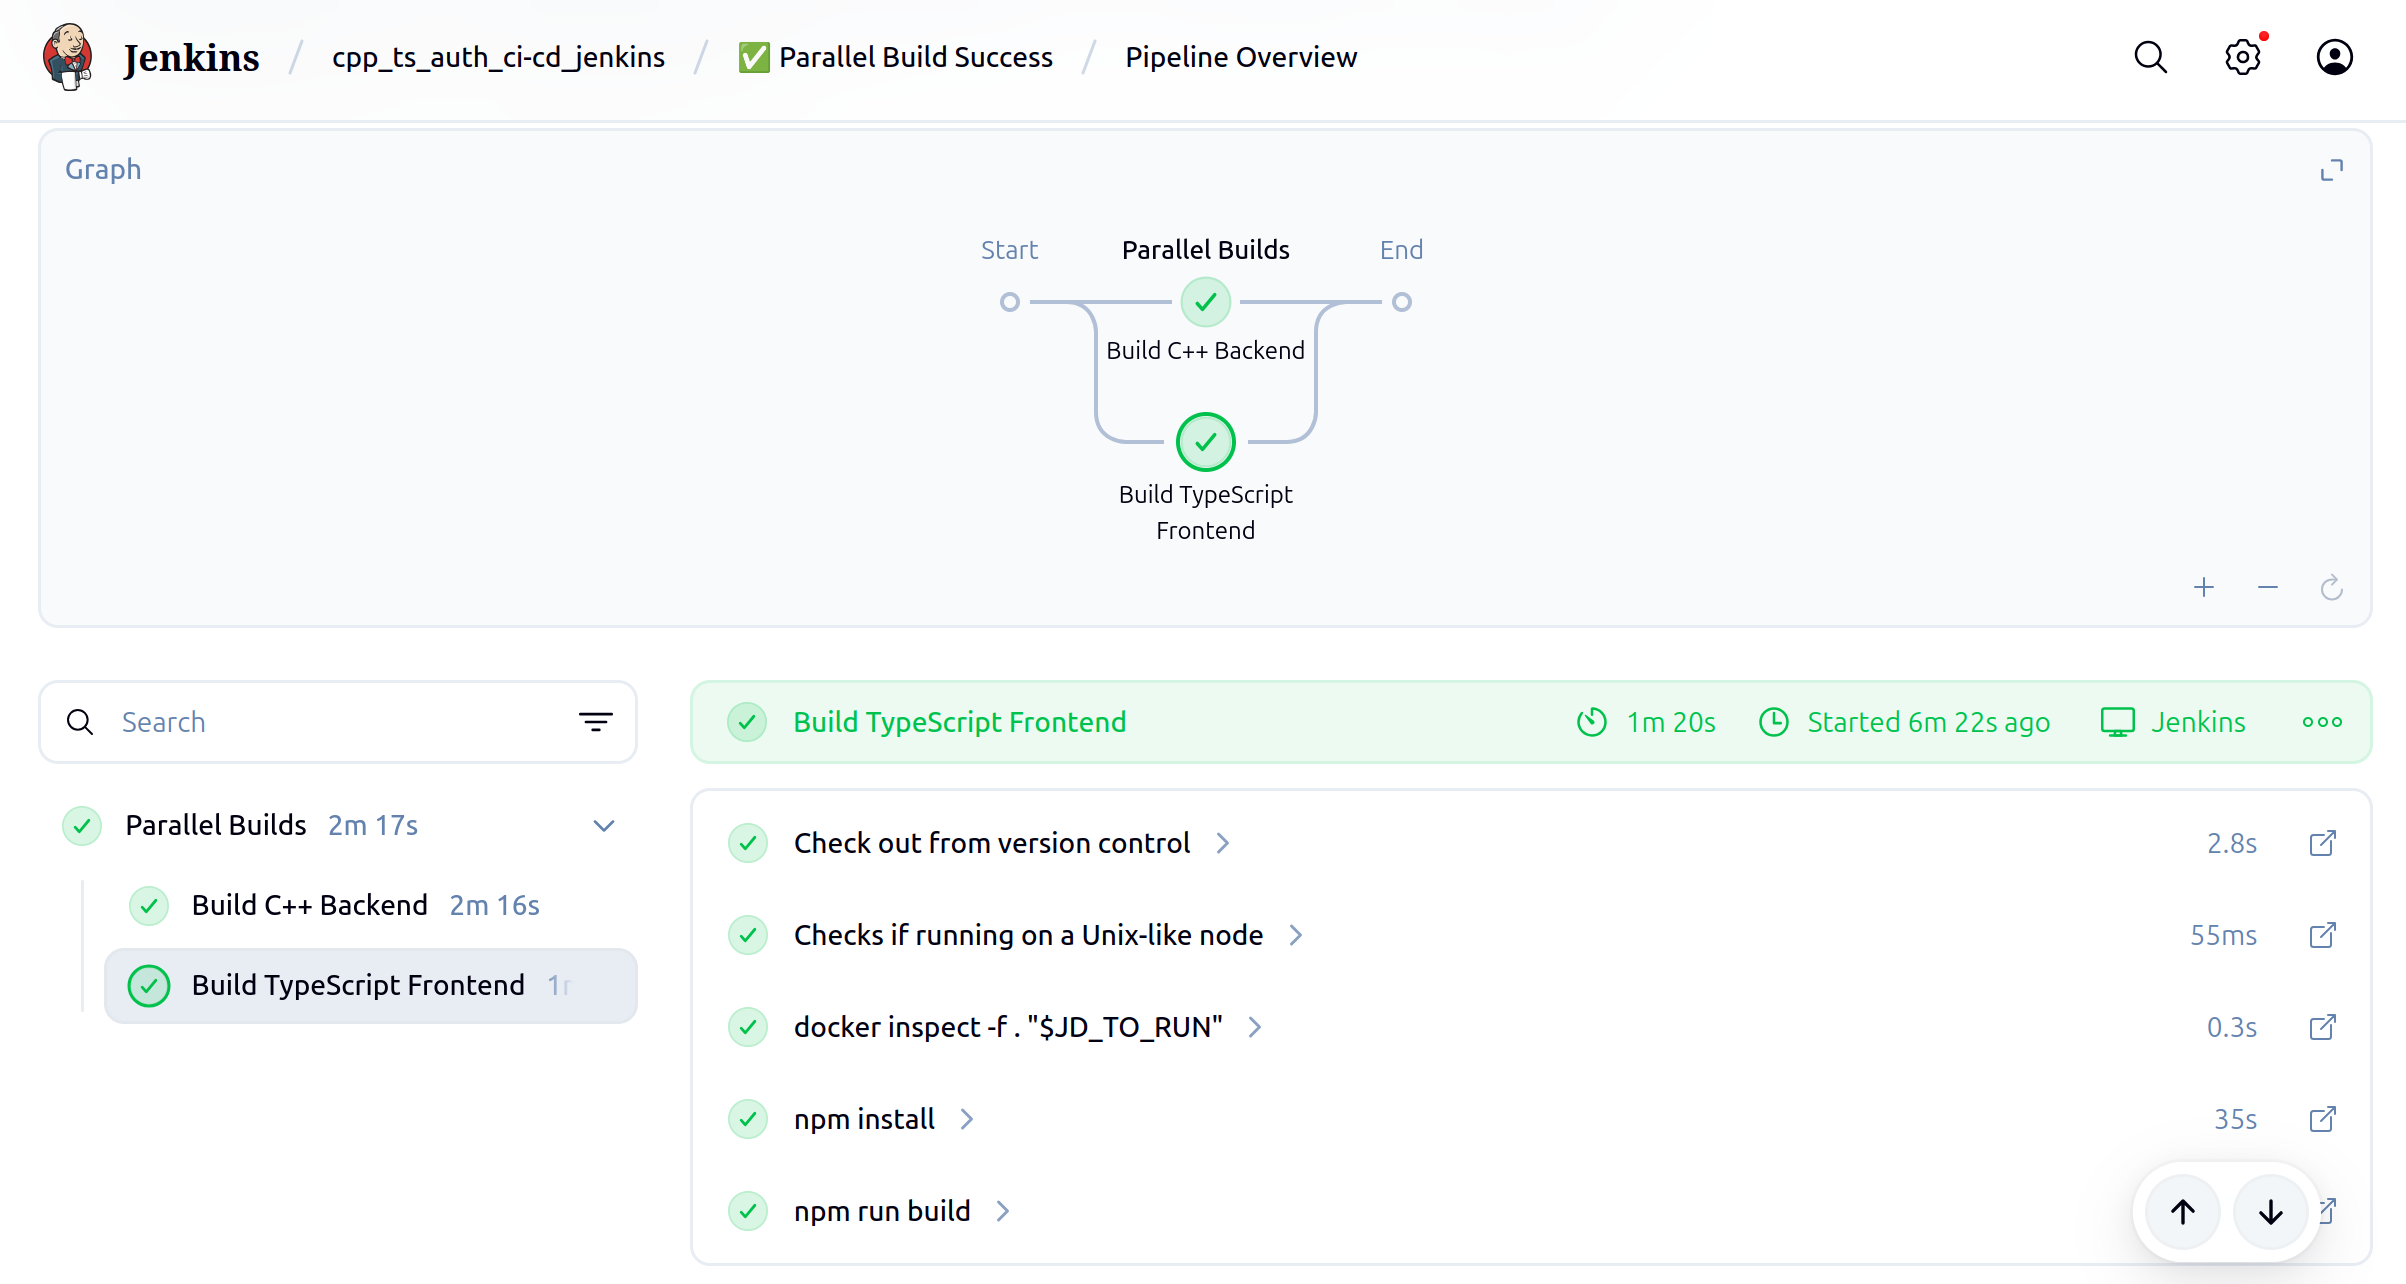 Jenkins / cpp_ts_auth_ci-cd_jenkins / ✅ Parallel Build Success / Pipeline Overview
Graph
Start Parallel Builds End
Build C++ Backend
Build TypeScript
Frontend
Search
Build TypeScript Frontend 1m 20s Started 6m 22s ago Jenkins
Parallel Builds 2m 17s
Build C++ Backend 2m 16s
Build TypeScript Frontend
Check out from version control 2.8s
Checks if running on a Unix-like node 55ms
docker inspect -f . "$JD_TO_RUN" 0.3s
npm install 35s
npm run build